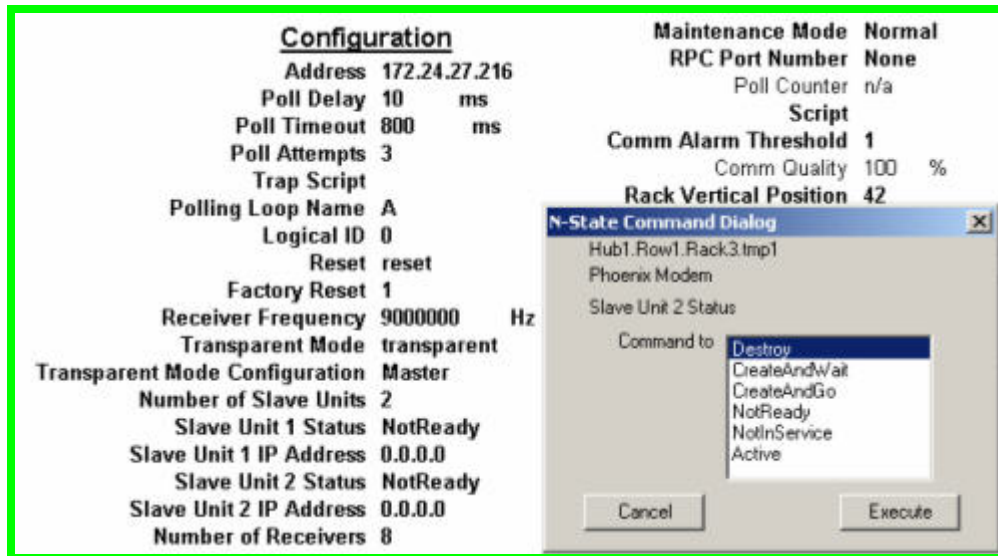 Configuration
Address 172.24.27.216
Poll Delay 10 ms
Poll Timeout 800 ms
Poll Attempts 3
Trap Script
Polling Loop Name A
Logical ID 0
Reset reset
Factory Reset 1
Receiver Frequency 9000000 Hz
Transparent Mode transparent
Transparent Mode Configuration Master
Number of Slave Units 2
Slave Unit 1 Status NotReady
Slave Unit 1 IP Address 0.0.0.0
Slave Unit 2 Status NotReady
Slave Unit 2 IP Address 0.0.0.0
Number of Receivers 8
Maintenance Mode Normal
RPC Port Number None
Poll Counter n/a
Script
Comm Alarm Threshold 1
Comm Quality 100 %
Rack Vertical Position 42
N-State Command Dialog
Hub1.Row1.Rack3.tmp1
Phoenix Modem
Slave Unit 2 Status
Command to
Destroy
CreateAndWait
CreateAndGo
NotReady
NotInService
Active
Cancel Execute